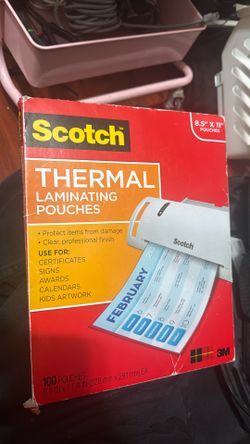 8.5" X 11"
POUCHES
Scotch™
THERMAL
LAMINATING
POUCHES
• Protect items from damage
• Clear, professional finish
USE FOR:
CERTIFICATES
SIGNS
AWARDS
CALENDARS
KIDS ARTWORK
Scotch
FEBRUARY
100 POUCHES
3M